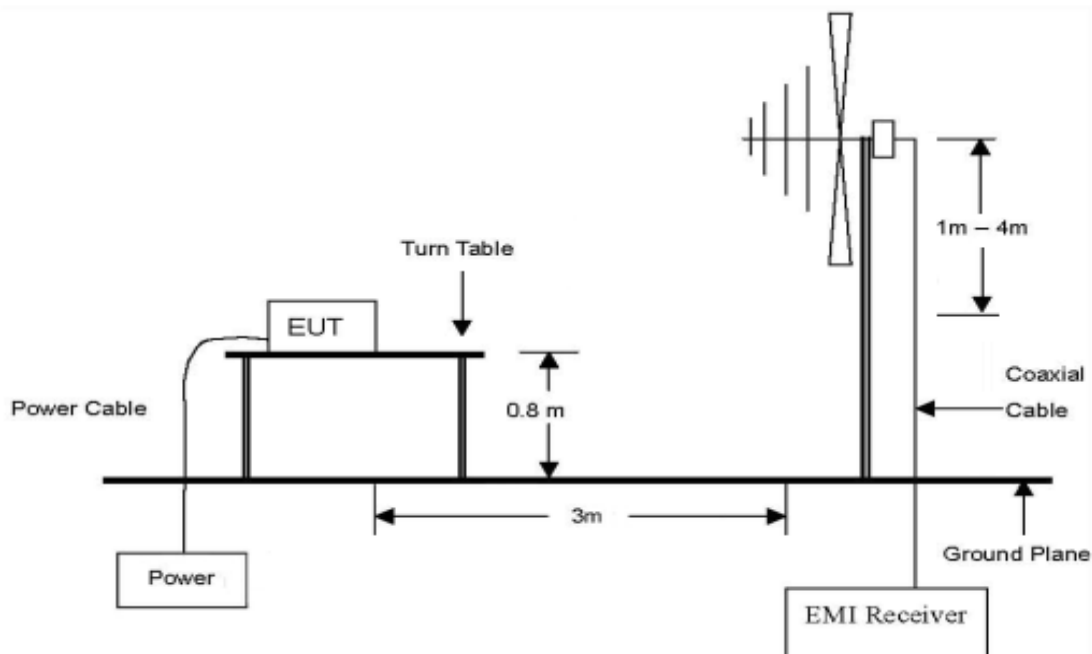 1m – 4m
Turn Table
EUT
Coaxial
Cable
Power Cable
0.8 m
3m
Ground Plane
Power
EMI Receiver